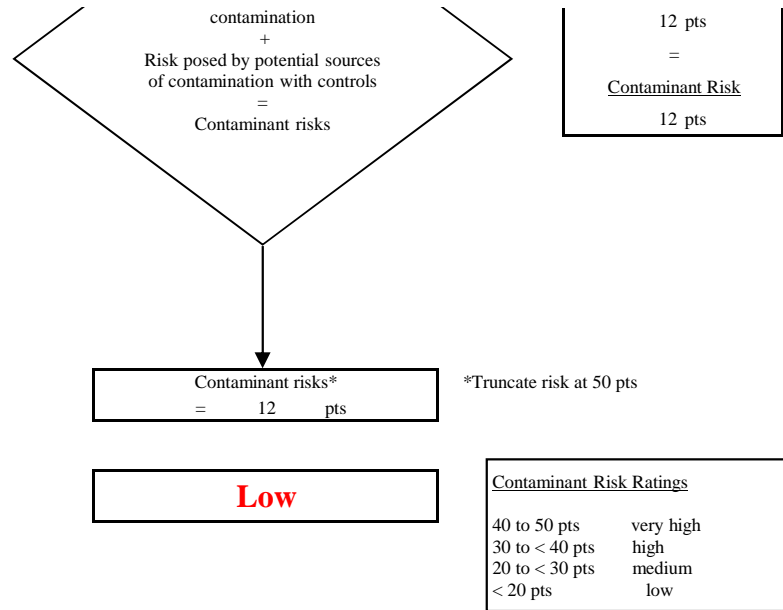 contamination
+
Risk posed by potential sources
of contamination with controls
=
Contaminant risks
12 pts
=
Contaminant Risk
12 pts
Contaminant risks*
= 12 pts
*Truncate risk at 50 pts
Low
Contaminant Risk Ratings
40 to 50 pts very high
30 to < 40 pts high
20 to < 30 pts medium
< 20 pts low